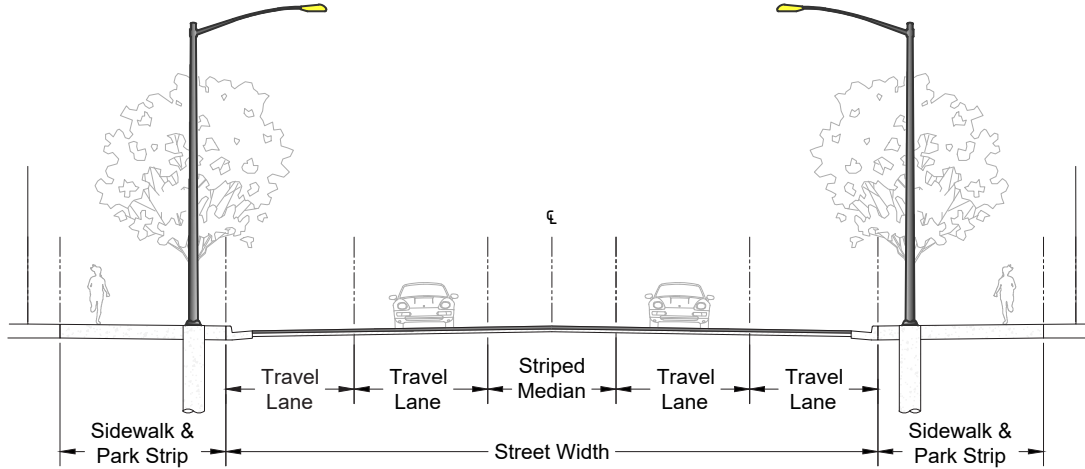 ℄
Travel
Lane
Travel
Lane
Striped
Median
Travel
Lane
Travel
Lane
Sidewalk &
Park Strip
Street Width
Sidewalk &
Park Strip